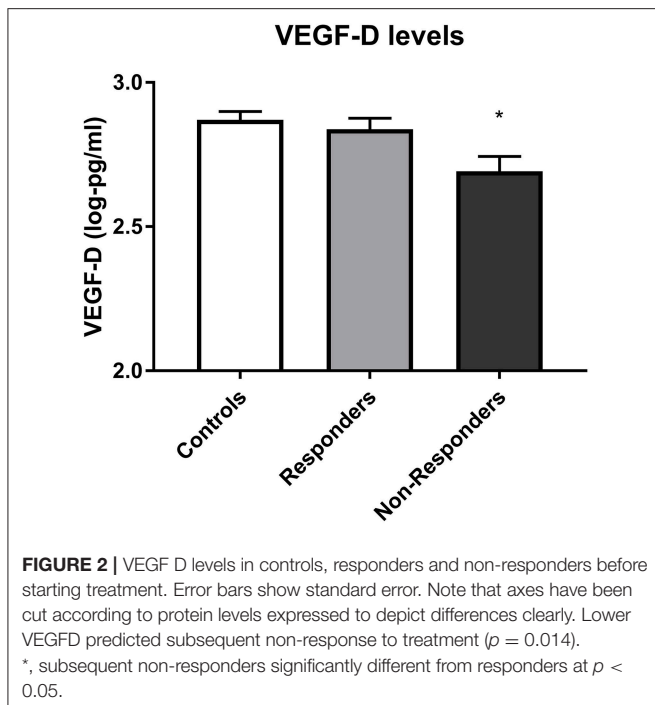 VEGF-D levels
VEGF-D (log-pg/ml)
3.0
2.5
2.0
*
Controls
Responders
Non-Responders
FIGURE 2 | VEGF D levels in controls, responders and non-responders before
starting treatment. Error bars show standard error. Note that axes have been
cut according to protein levels expressed to depict differences clearly. Lower
VEGFD predicted subsequent non-response to treatment (p = 0.014).
*, subsequent non-responders significantly different from responders at p <
0.05.